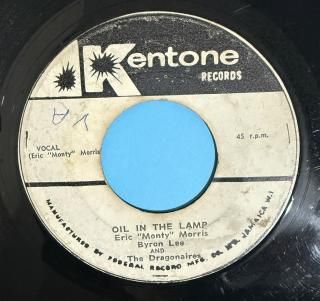 Kentone
RECORDS
VOCAL
(Eric "Monty" Morris)
45 r.p.m.
OIL IN THE LAMP
Eric "Monty" Morris
Byron Lee
AND
The Dragonaires
MANUFACTURED BY FEDERAL RECORD MFG. CO. LTD. JAMAICA W.I